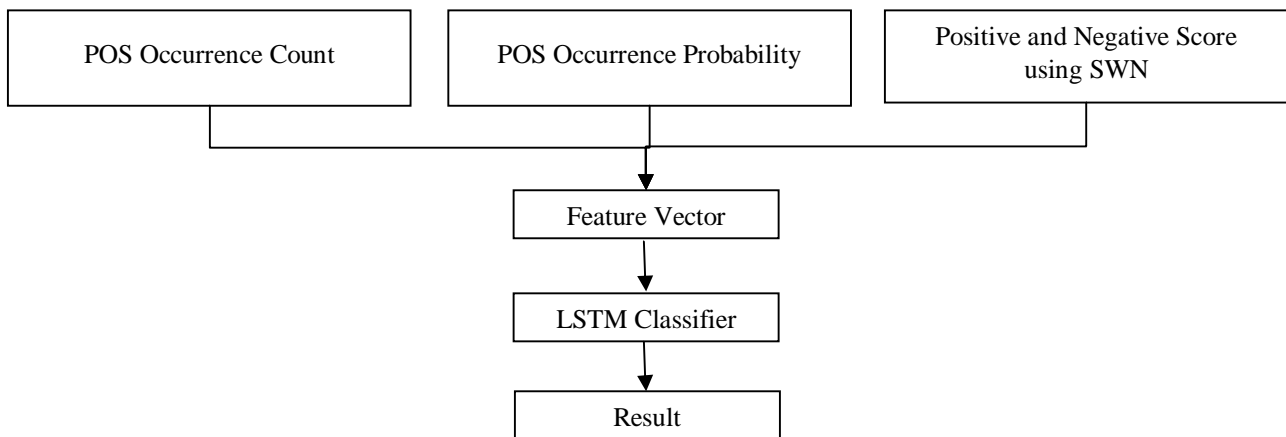 POS Occurrence Count
POS Occurrence Probability
Positive and Negative Score
using SWN
Feature Vector
LSTM Classifier
Result